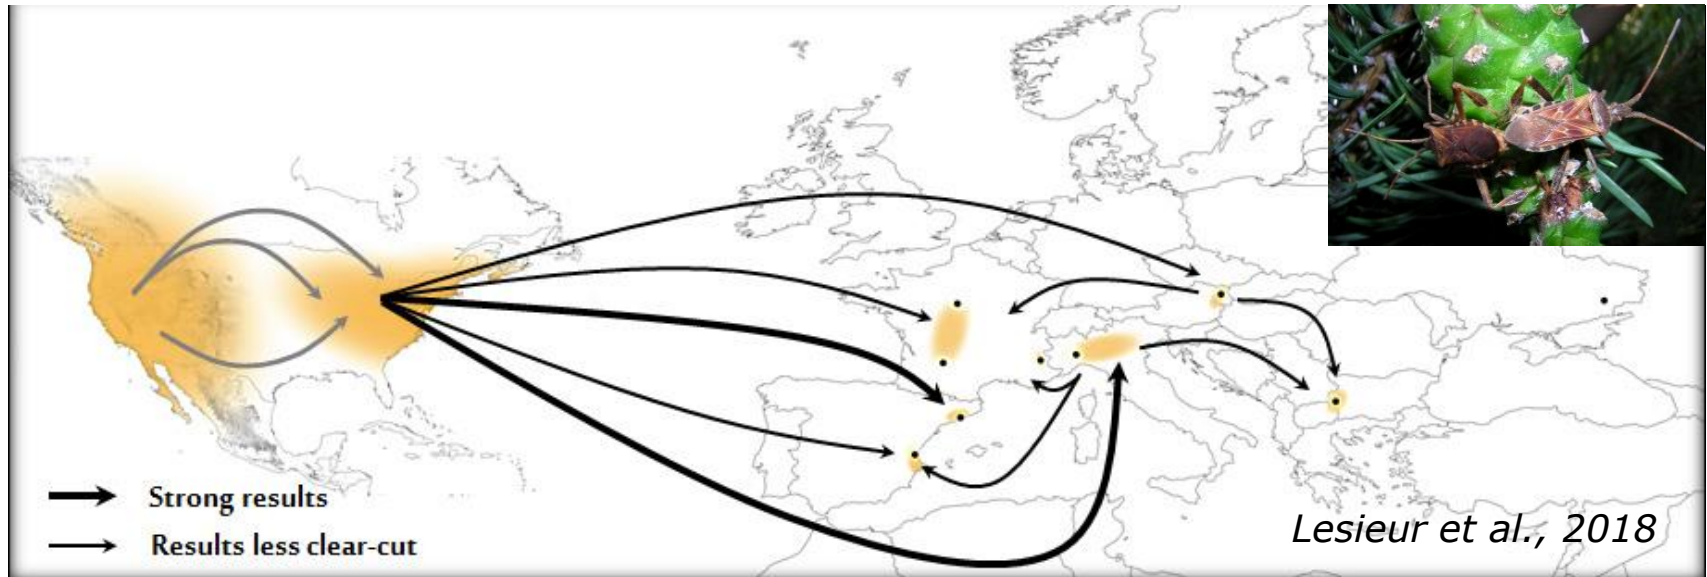 Strong results
Results less clear-cut
Lesieur et al., 2018